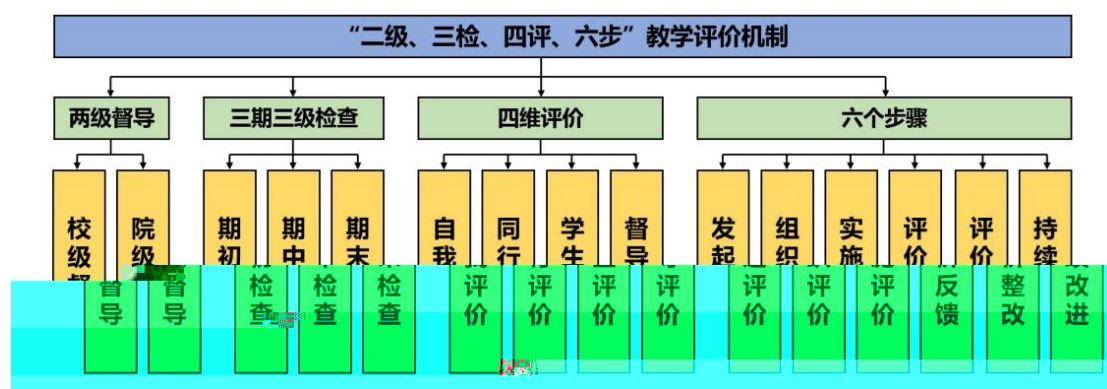 “二级、三检、四评、六步”教学评价机制
两级督导
三期三级检查
四维评价
六个步骤
校级督导
院级督导
期初检查
期中检查
期末检查
自我评价
同行评价
学生评价
督导评价
发起评价
组织评价
实施评价
评价反馈
评价整改
持续改进